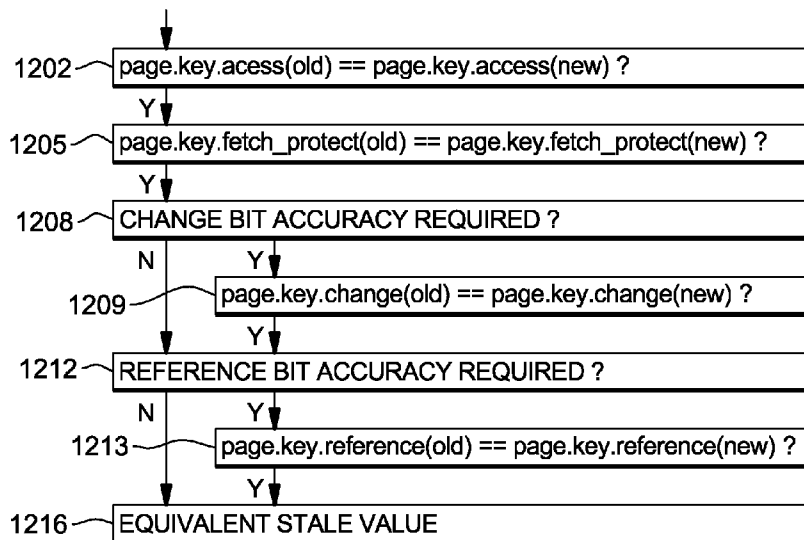 1202 page.key.acess(old) == page.key.access(new) ?
Y
1205 page.key.fetch_protect(old) == page.key.fetch_protect(new) ?
Y
1208 CHANGE BIT ACCURACY REQUIRED ?
N Y
1209 page.key.change(old) == page.key.change(new) ?
Y
1212 REFERENCE BIT ACCURACY REQUIRED ?
N Y
1213 page.key.reference(old) == page.key.reference(new) ?
Y
1216 EQUIVALENT STALE VALUE